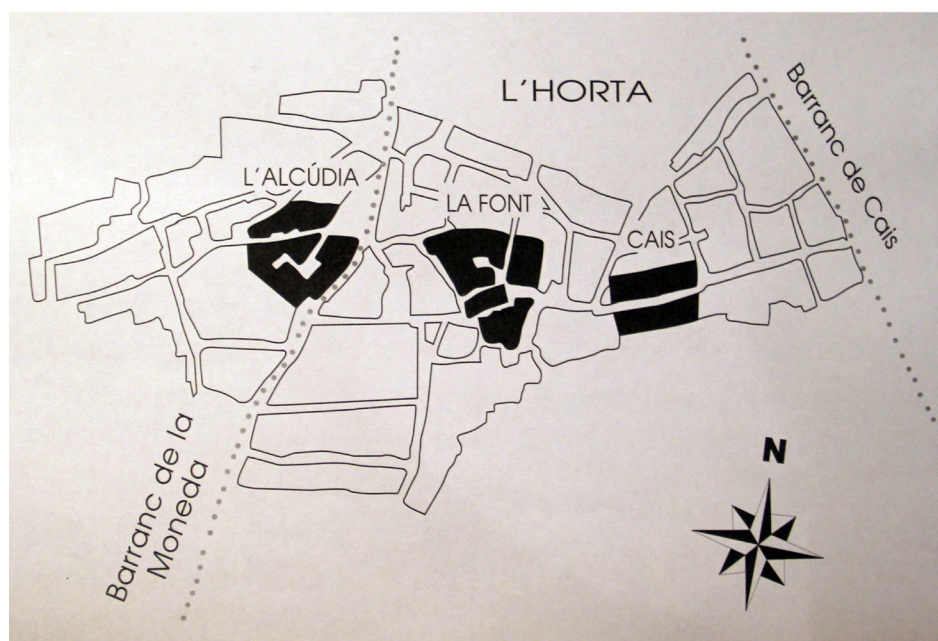 L'HORTA
Barranc de Cais
L'ALCÚDIA
LA FONT
CAIS
Barranc de la
Moneda
N